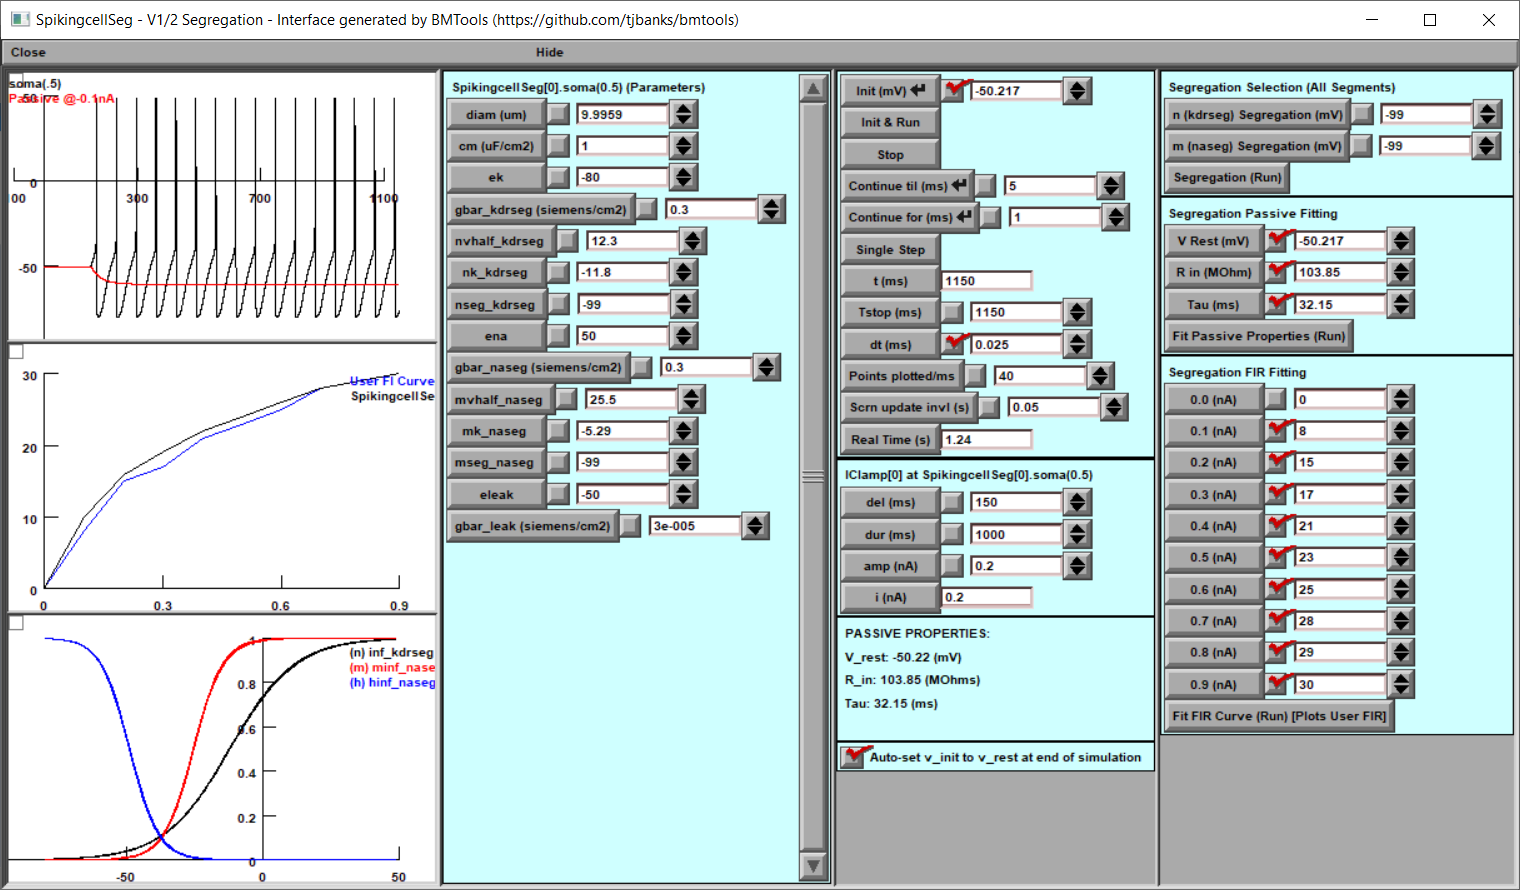 SpikingcellSeg - V1/2 Segregation - Interface generated by BMTools (https://github.com/tjbanks/bmtools)
Close
Hide
soma(.5)
Passive @-0.1nA
50
0
-50
00
300
700
1100
User FI Curve
SpikingcellSe
30
20
10
0
0
0.3
0.6
0.9
(n) inf_kdrseg
(m) minf_nase
(h) hinf_naseg
1
0.8
0.6
0.4
0.2
0
-50
0
50
SpikingcellSeg[0].soma(0.5) (Parameters)
diam (um) 9.9959
cm (uF/cm2) 1
ek -80
gbar_kdrseg (siemens/cm2) 0.3
nvhalf_kdrseg 12.3
nk_kdrseg -11.8
nseg_kdrseg -99
ena 50
gbar_naseg (siemens/cm2) 0.3
mvhalf_naseg 25.5
mk_naseg -5.29
mseg_naseg -99
eleak -50
gbar_leak (siemens/cm2) 3e-005
Init (mV) -50.217
Init & Run
Stop
Continue til (ms) 5
Continue for (ms) 1
Single Step
t (ms) 1150
Tstop (ms) 1150
dt (ms) 0.025
Points plotted/ms 40
Scrn update invl (s) 0.05
Real Time (s) 1.24
IClamp[0] at SpikingcellSeg[0].soma(0.5)
del (ms) 150
dur (ms) 1000
amp (nA) 0.2
i (nA) 0.2
PASSIVE PROPERTIES:
V_rest: -50.22 (mV)
R_in: 103.85 (MOhms)
Tau: 32.15 (ms)
Auto-set v_init to v_rest at end of simulation
Segregation Selection (All Segments)
n (kdrseg) Segregation (mV) -99
m (naseg) Segregation (mV) -99
Segregation (Run)
Segregation Passive Fitting
V Rest (mV) -50.217
R in (MOhm) 103.85
Tau (ms) 32.15
Fit Passive Properties (Run)
Segregation FIR Fitting
0.0 (nA) 0
0.1 (nA) 8
0.2 (nA) 15
0.3 (nA) 17
0.4 (nA) 21
0.5 (nA) 23
0.6 (nA) 25
0.7 (nA) 28
0.8 (nA) 29
0.9 (nA) 30
Fit FIR Curve (Run) [Plots User FIR]